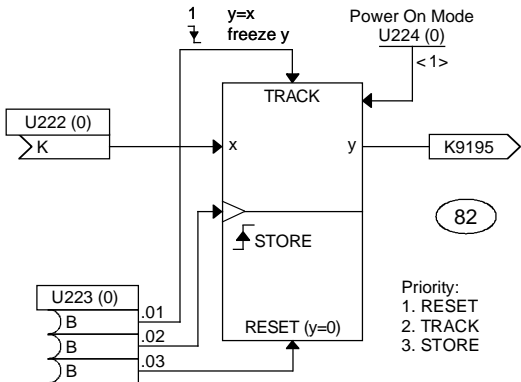 1 y=x
freeze y
Power On Mode
U224 (0)
<1>
TRACK
U222 (0)
K
x
y
K9195
82
STORE
U223 (0)
B
.01
B
.02
B
.03
RESET (y=0)
Priority:
1. RESET
2. TRACK
3. STORE